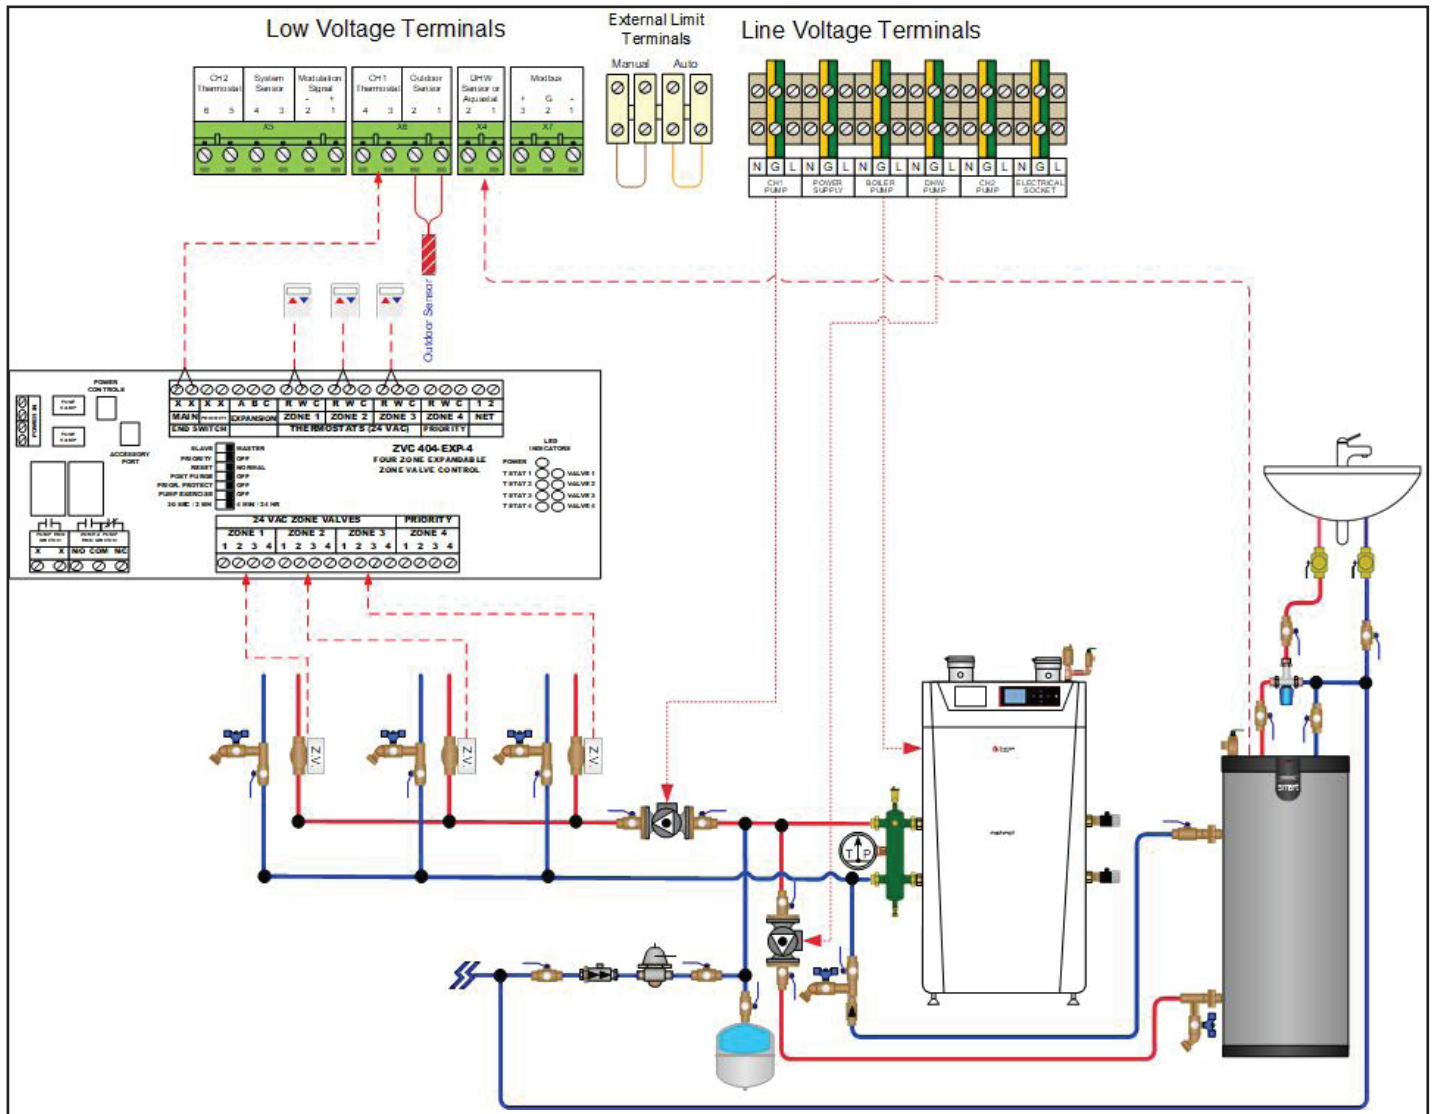 Low Voltage Terminals
External Limit
Terminals
Line Voltage Terminals
Manual Auto
CH2
Thermostat
6 5
System
Sensor
4 3
Modulation
Signal
- +
2 1
X5
CH1
Thermostat
4 3
Outdoor
Sensor
2 1
X6
DHW
Sensor or
Aquastat
2 1
X4
Modbus
+ G -
3 2 1
X7
N G L N G L N G L N G L N G L N G L
CH1
PUMP
POWER
SUPPLY
BOILER
PUMP
DHW
PUMP
CH2
PUMP
ELECTRICAL
SOCKET
Outdoor Sensor
POWER IN
POWER
CONTROLS
ACCESSORY
PORT
X X X X A B C R W C R W C R W C R W C 1 2
MAIN PRIORITY EXPANSION ZONE 1 ZONE 2 ZONE 3 ZONE 4 NET
END SWITCH THERMOSTATS (24 VAC) PRIORITY
SLAVE MASTER
PRIORITY OFF
RESET NORMAL
POST PURGE OFF
PRIOR. PROTECT OFF
PUMP EXERCISE OFF
ZVC 404-EXP-4
FOUR ZONE EXPANDABLE
ZONE VALVE CONTROL
LED
INDICATORS
POWER
TSTAT 1 VALVE 1
TSTAT 2 VALVE 2
TSTAT 3 VALVE 3
TSTAT 4 VALVE 4
24 VAC ZONE VALVES PRIORITY
ZONE 1 ZONE 2 ZONE 3 ZONE 4
1 2 3 4 1 2 3 4 1 2 3 4 1 2 3 4
X X N/O COM N/C
Z.V.
Z.V.
Z.V.
T P
SMART